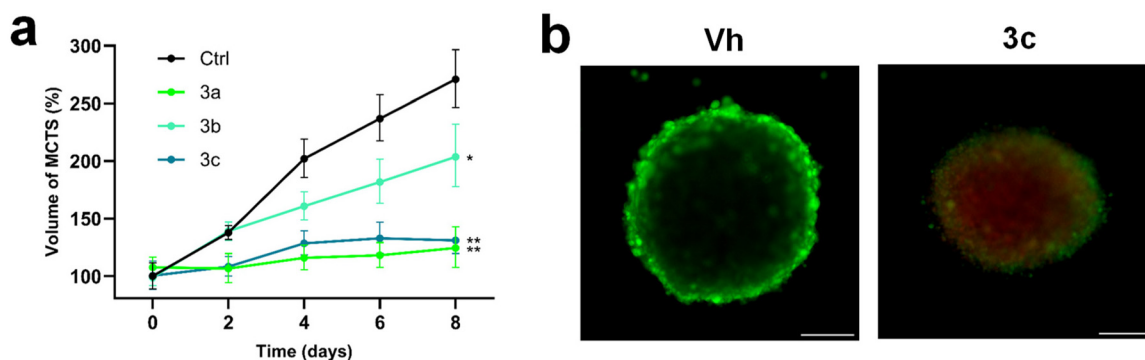 a
Volume of MCTS (%)
300
250
200
150
100
Ctrl
3a
3b
3c
*
**
**
0 2 4 6 8
Time (days)
b
Vh
3c